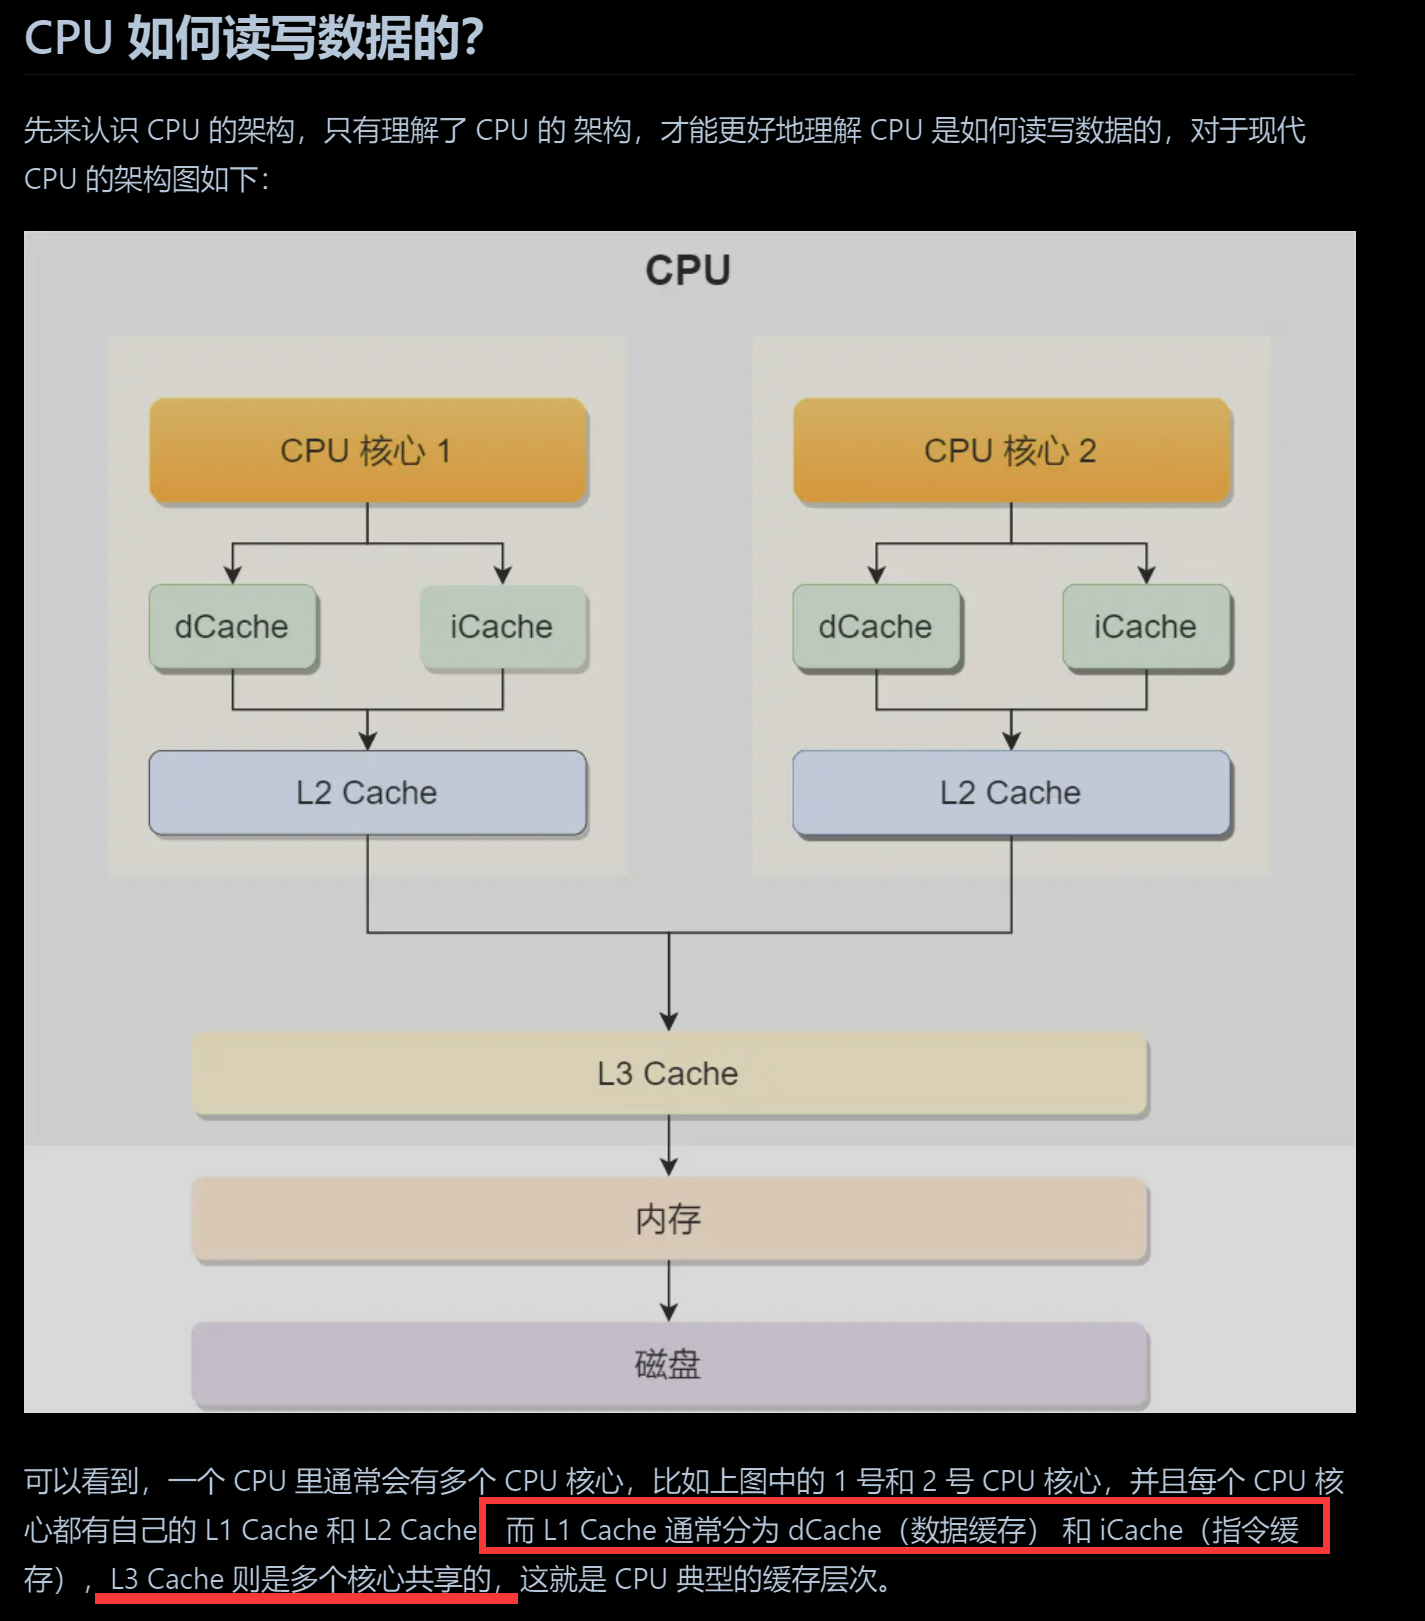 CPU 如何读写数据的？
先来认识 CPU 的架构，只有理解了 CPU 的 架构，才能更好地理解 CPU 是如何读写数据的，对于现代
CPU 的架构图如下：
CPU
CPU 核心 1
CPU 核心 2
dCache
iCache
dCache
iCache
L2 Cache
L2 Cache
L3 Cache
内存
磁盘
可以看到，一个 CPU 里通常会有多个 CPU 核心，比如上图中的 1 号和 2 号 CPU 核心，并且每个 CPU 核
心都有自己的 L1 Cache 和 L2 Cache 而 L1 Cache 通常分为 dCache（数据缓存） 和 iCache（指令缓
存），L3 Cache 则是多个核心共享的，这就是 CPU 典型的缓存层次。